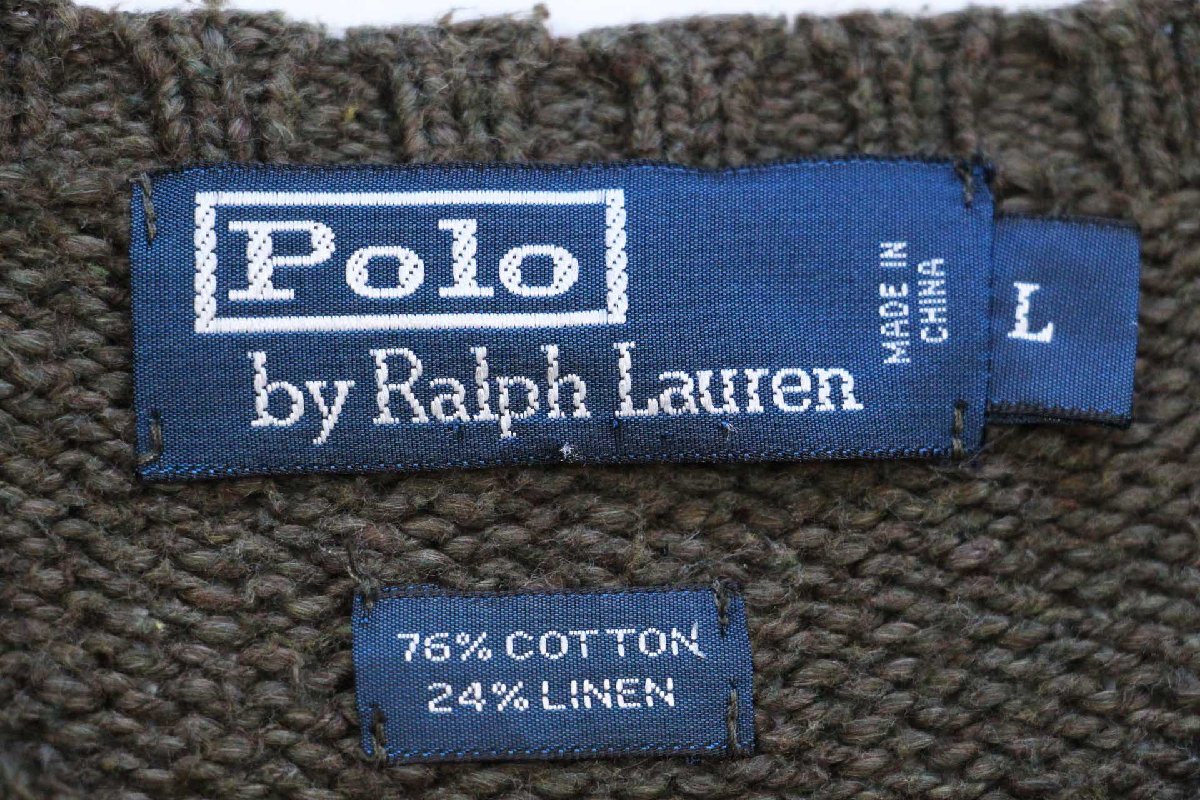 Polo
by Ralph Lauren
MADE IN
CHINA
L
76% COTTON
24% LINEN